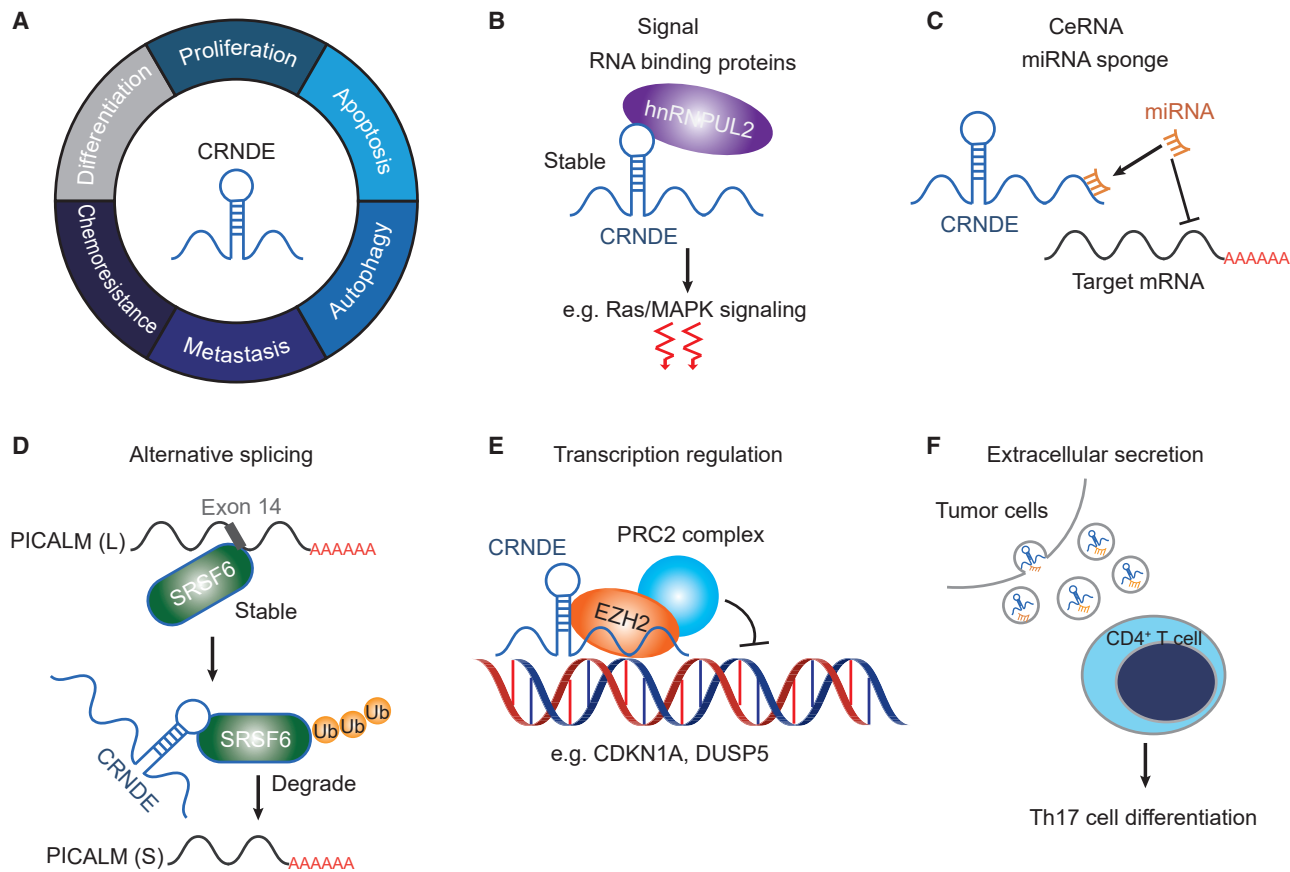 A
Proliferation
Apoptosis
Autophagy
Metastasis
Chemoresistance
Differentiation
CRNDE
B
Signal
RNA binding proteins
hnRNPUL2
Stable
CRNDE
e.g. Ras/MAPK signaling
C
CeRNA
miRNA sponge
miRNA
CRNDE
AAAAAA
Target mRNA
D
Alternative splicing
Exon 14
PICALM (L)
AAAAAA
SRSF6
Stable
SRSF6
Ub
Ub
Ub
CRNDE
Degrade
PICALM (S)
AAAAAA
E
Transcription regulation
CRNDE
PRC2 complex
EZH2
e.g. CDKN1A, DUSP5
F
Extracellular secretion
Tumor cells
CD4⁺ T cell
Th17 cell differentiation